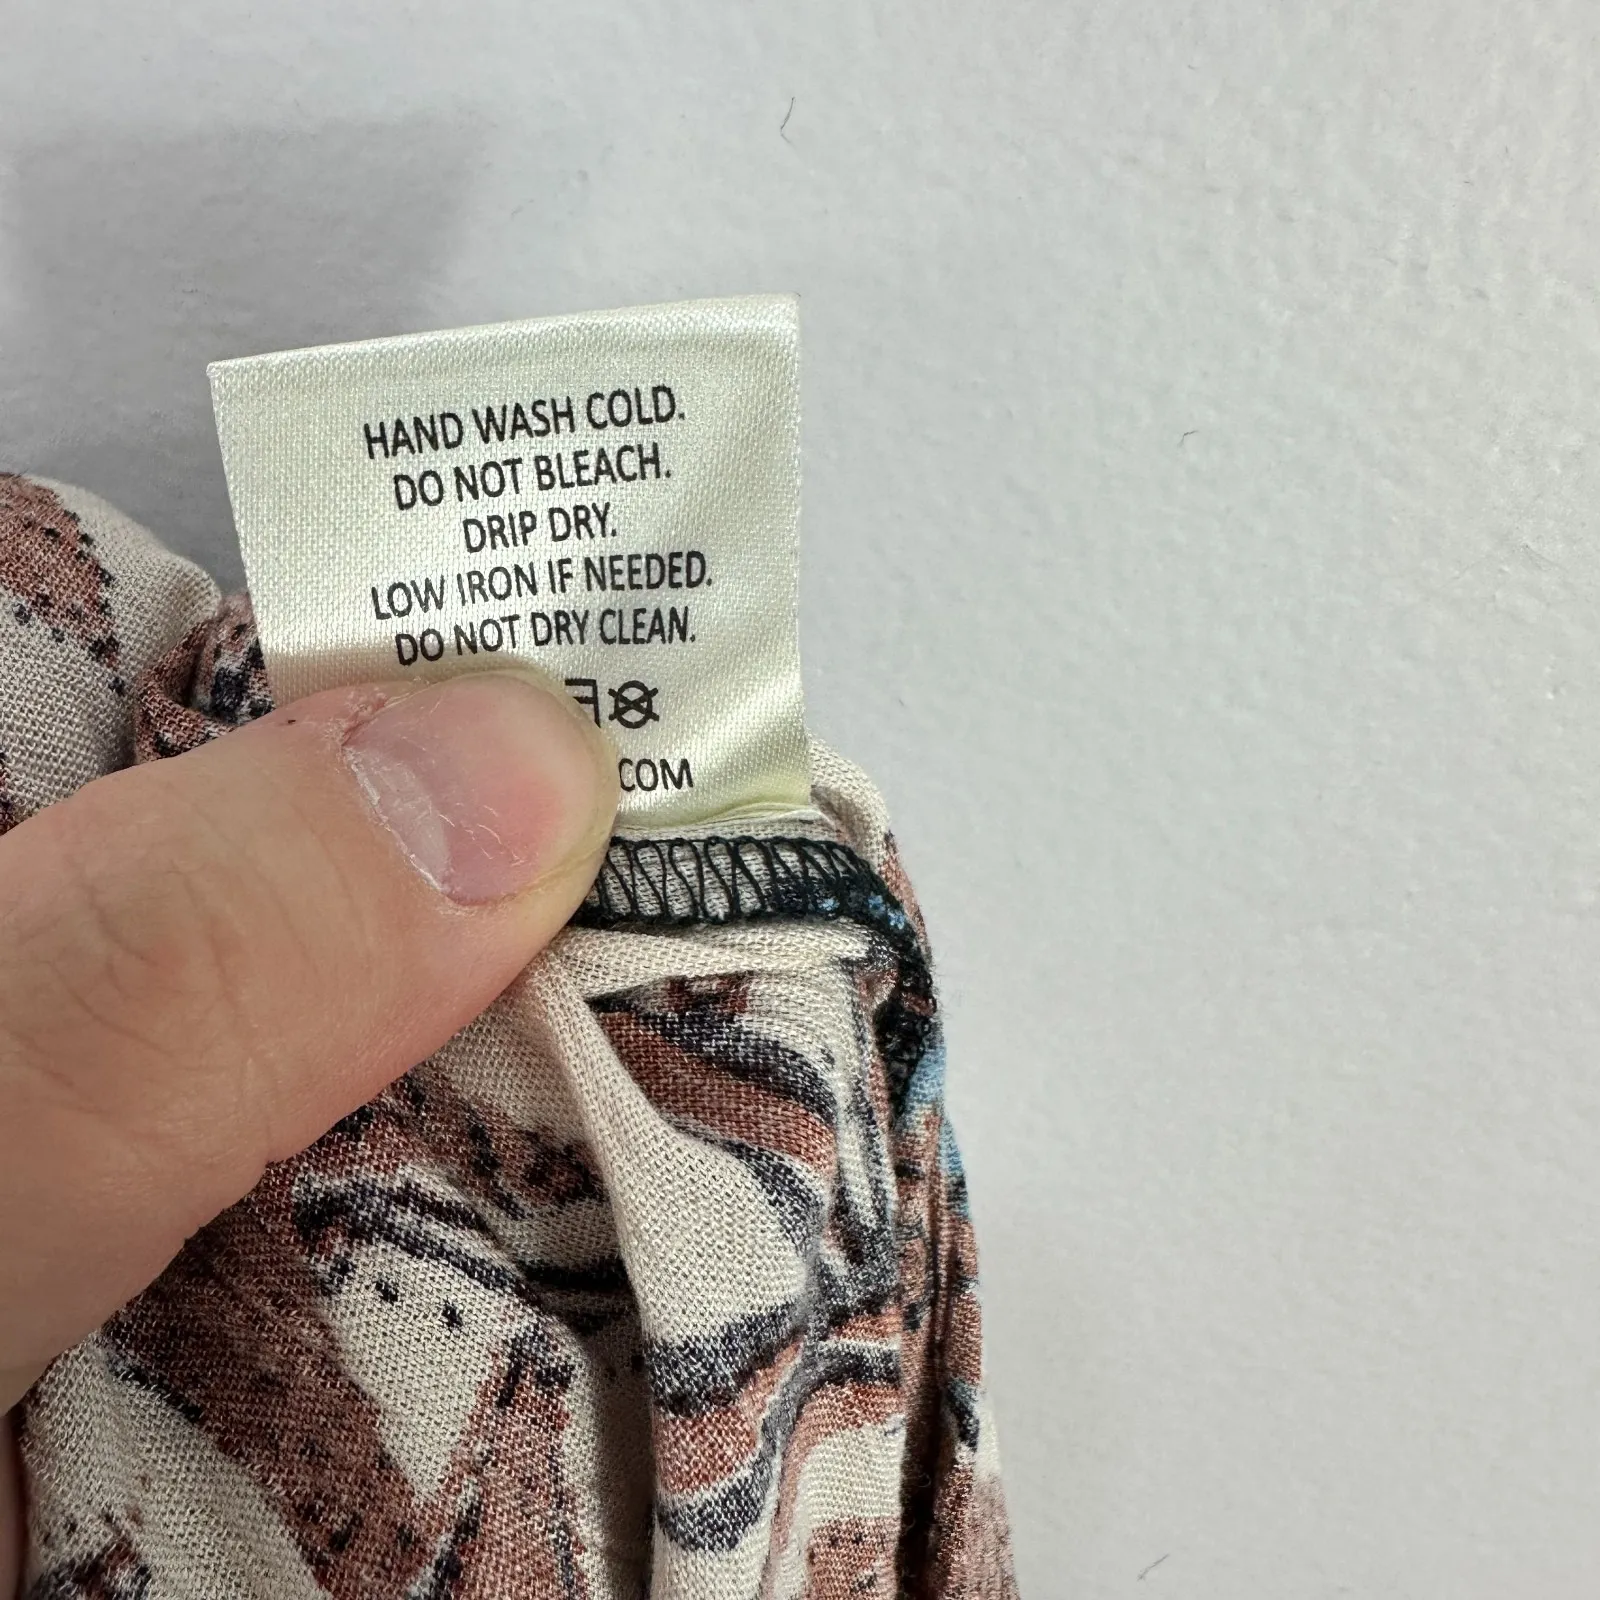 HAND WASH COLD.
DO NOT BLEACH.
DRIP DRY.
LOW IRON IF NEEDED.
DO NOT DRY CLEAN.
COM